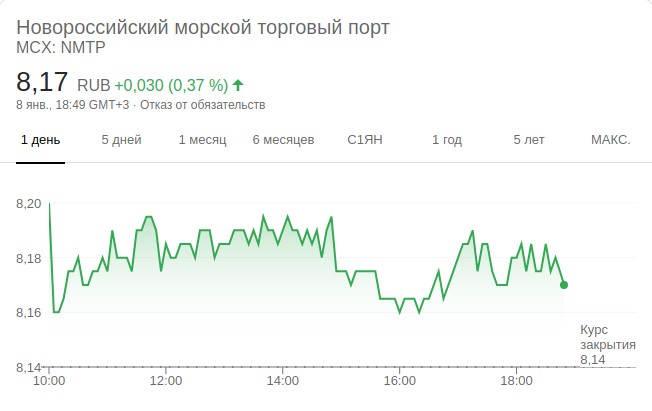 Новороссийский морской торговый порт
MCX: NMTP
8,17 RUB +0,030 (0,37 %)
8 янв., 18:49 GMT+3 · Отказ от обязательств
1 день 5 дней 1 месяц 6 месяцев С1ЯН 1 год 5 лет МАКС.
8,20
8,18
8,16
8,14
Курс
закрытия
8,14
10:00 12:00 14:00 16:00 18:00